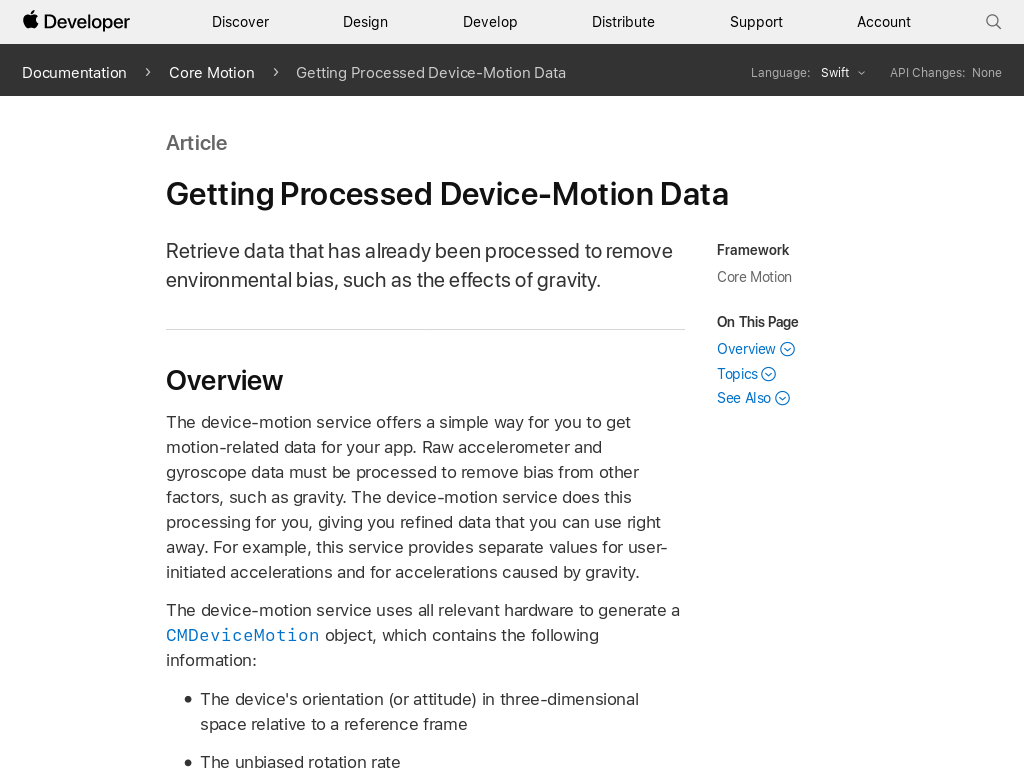 Developer Discover Design Develop Distribute Support Account
Documentation Core Motion Getting Processed Device-Motion Data Language: Swift API Changes: None
Article
Getting Processed Device-Motion Data
Retrieve data that has already been processed to remove
environmental bias, such as the effects of gravity.
Framework
Core Motion
On This Page
Overview
Topics
See Also
Overview
The device-motion service offers a simple way for you to get
motion-related data for your app. Raw accelerometer and
gyroscope data must be processed to remove bias from other
factors, such as gravity. The device-motion service does this
processing for you, giving you refined data that you can use right
away. For example, this service provides separate values for user-
initiated accelerations and for accelerations caused by gravity.
The device-motion service uses all relevant hardware to generate a
CMDeviceMotion object, which contains the following
information:
• The device's orientation (or attitude) in three-dimensional
space relative to a reference frame
• The unbiased rotation rate